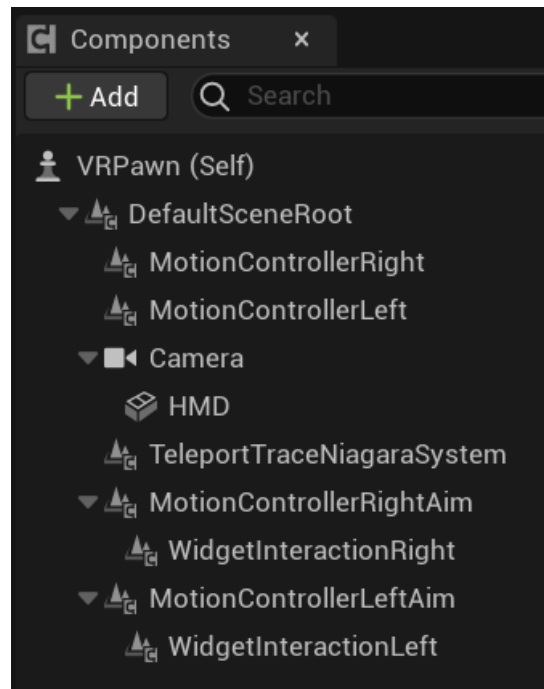 Components ×
+ Add Search
VRPawn (Self)
DefaultSceneRoot
MotionControllerRight
MotionControllerLeft
Camera
HMD
TeleportTraceNiagaraSystem
MotionControllerRightAim
WidgetInteractionRight
MotionControllerLeftAim
WidgetInteractionLeft